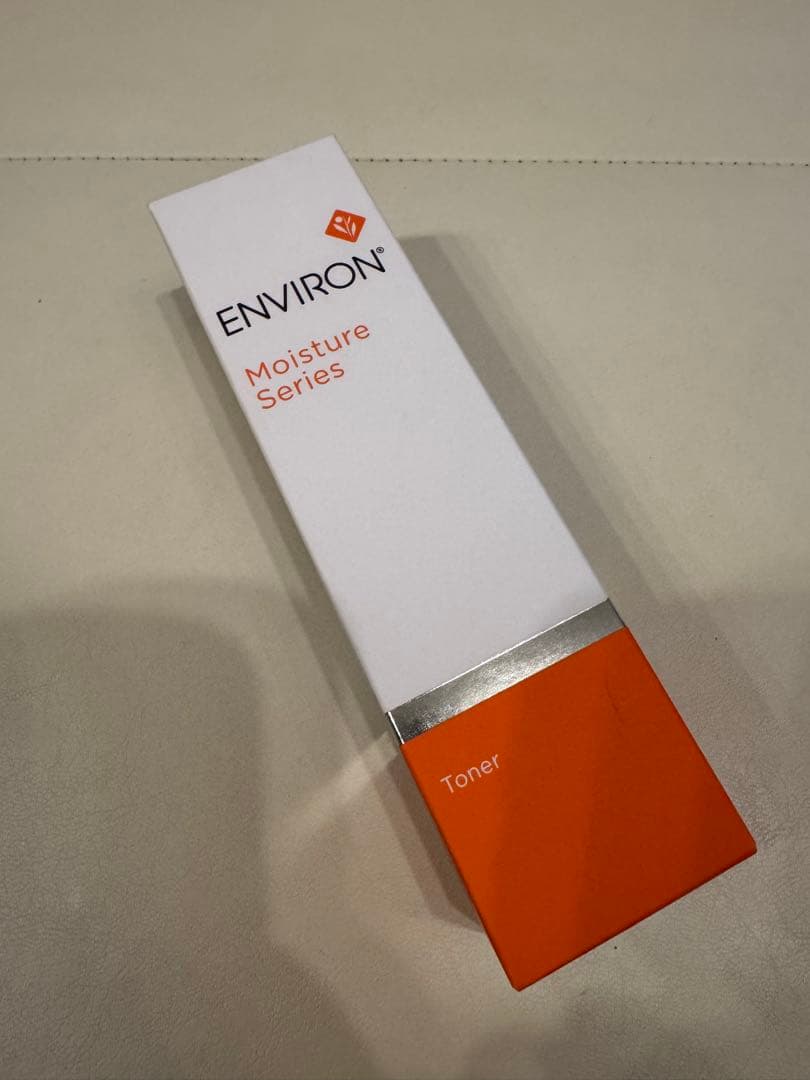 ENVIRON®
Moisture
Series
Toner